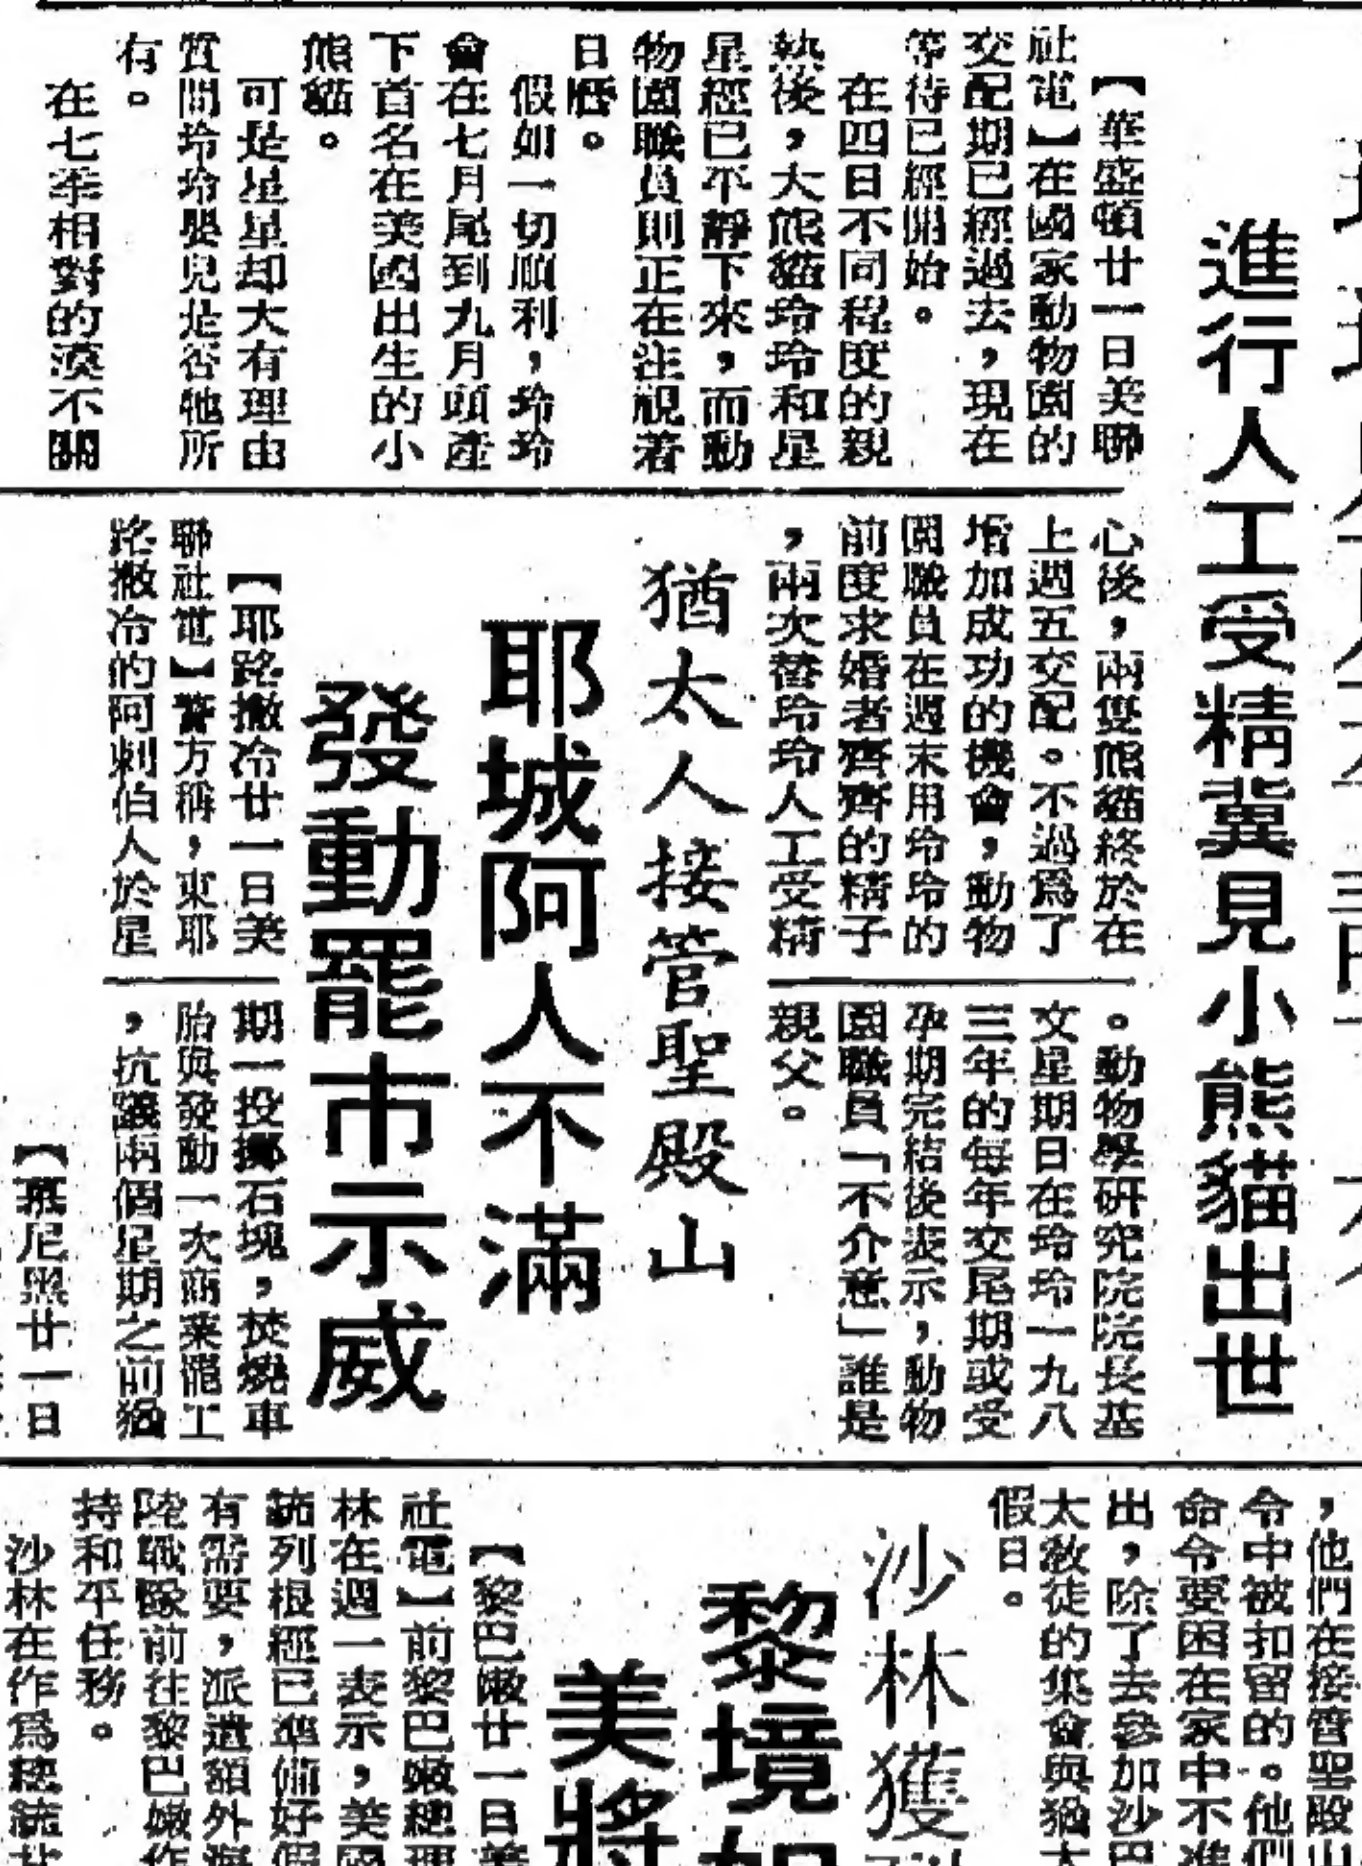 進行人工受精冀見小熊貓出世
【華盛頓廿一日美聯
社電】在國家動物園的
交配期已經過去，現在
等待已經開始。
在四日不同程度的親
熱後，大熊貓玲玲和星
星經已平靜下來，而動
物園職員則正在注視着
日曆。
假如一切順利，玲玲
會在七月尾到九月頭產
下首名在美國出生的小
熊貓。
可是星星却大有理由
質問玲玲嬰兒是否牠所
有。
在七年相對的漠不關
心後，兩隻熊貓終於在
上週五交配。不過爲了
增加成功的機會，動物
園職員在週末用玲玲的
前度求婚者齊齊的精子
，兩次替玲玲人工受精
。動物學研究院院長基
文星期日在玲玲一九八
三年的每年交尾期或受
孕期完結後表示，動物
園職員「不介意」誰是
親父。
猶太人接管聖殿山
耶城阿人不滿
發動罷市示威
【耶路撒冷廿一日美
聯社電】警方稱，東耶
路撒冷的阿剌伯人於星
期一投擲石塊，焚燒車
胎與發動一次商業罷工
，抗議兩個星期之前猶
【慕尼黑廿一日
，他們在接管聖殿山
令中被扣留的。他們
命令要困在家中不准
出，除了去參加沙巴
太教徒的集會與猶太
假日。
沙林獲
黎境如
美將
【黎巴嫩廿一日美
社電】前黎巴嫩總理
林在週一表示，美國
統列根經已準備好假
有需要，派遣額外海
陸戰隊前往黎巴嫩作
持和平任務。
沙林在作爲總統廿